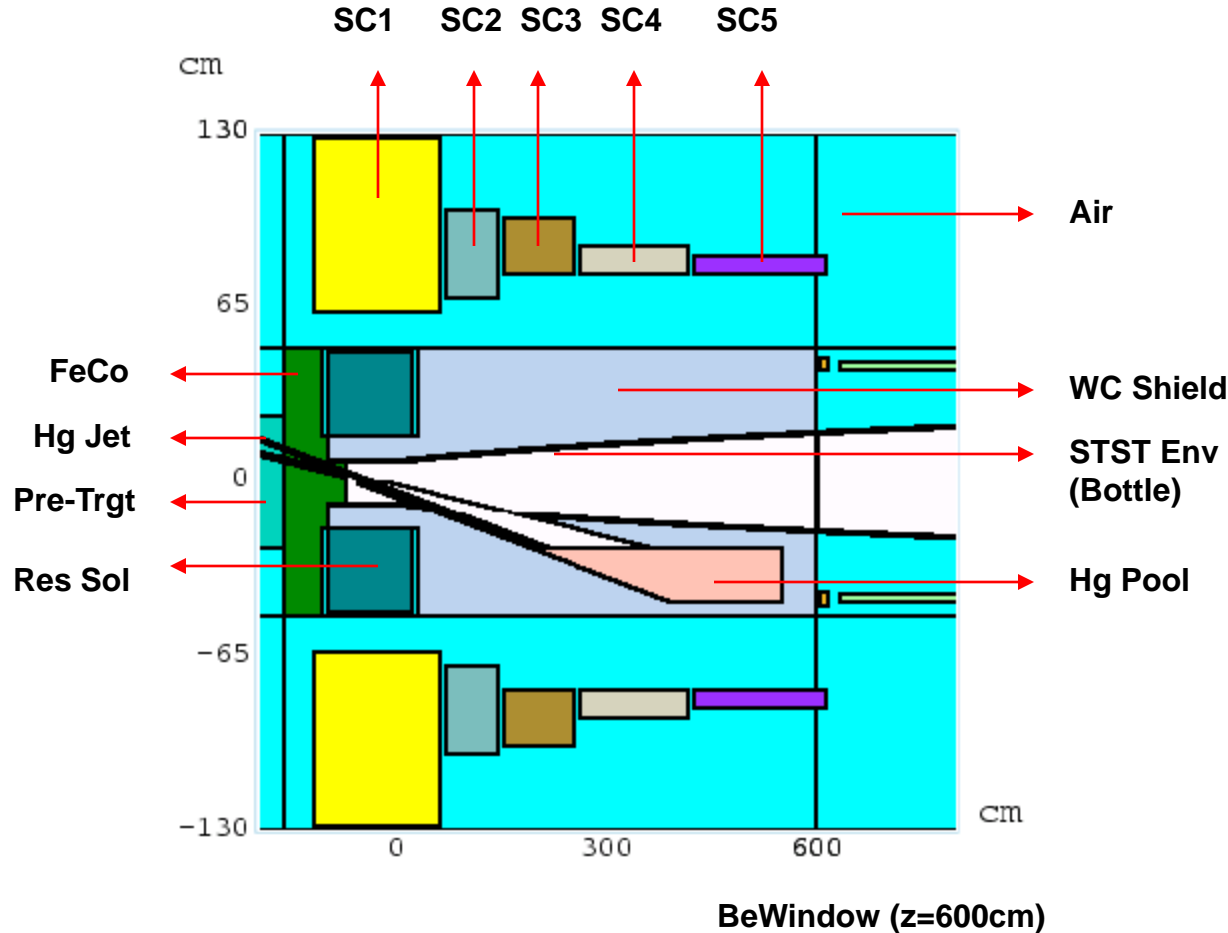 SC1 SC2 SC3 SC4 SC5
cm
130
Air
65
FeCo
WC Shield
Hg Jet
STST Env
(Bottle)
0
Pre-Trgt
Res Sol
Hg Pool
-65
-130
cm
0 300 600
BeWindow (z=600cm)